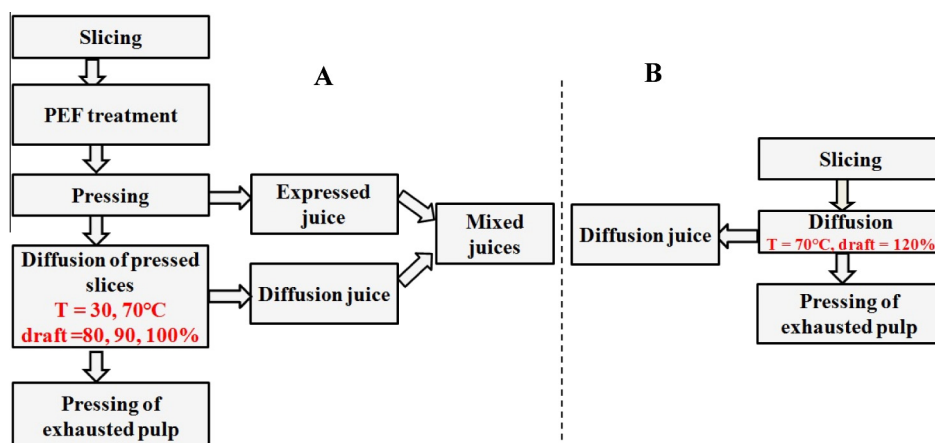 A
B
Slicing
PEF treatment
Pressing
Expressed
juice
Mixed
juices
Diffusion of pressed
slices
T = 30, 70°C
draft =80, 90, 100%
Diffusion juice
Pressing of
exhausted pulp
Slicing
Diffusion
T = 70°C, draft = 120%
Diffusion juice
Pressing of
exhausted pulp